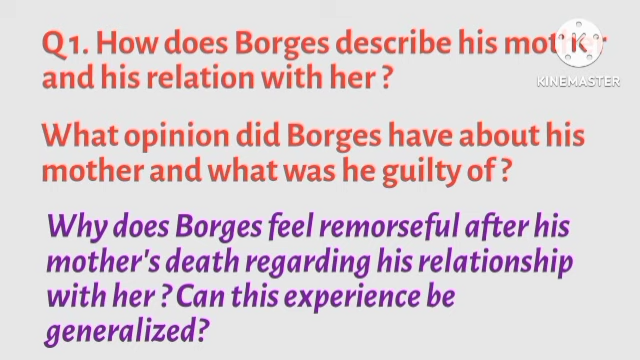 Q1. How does Borges describe his mother
and his relation with her ?
What opinion did Borges have about his
mother and what was he guilty of ?
Why does Borges feel remorseful after his
mother's death regarding his relationship
with her ? Can this experience be
generalized?
K
KINEMASTER